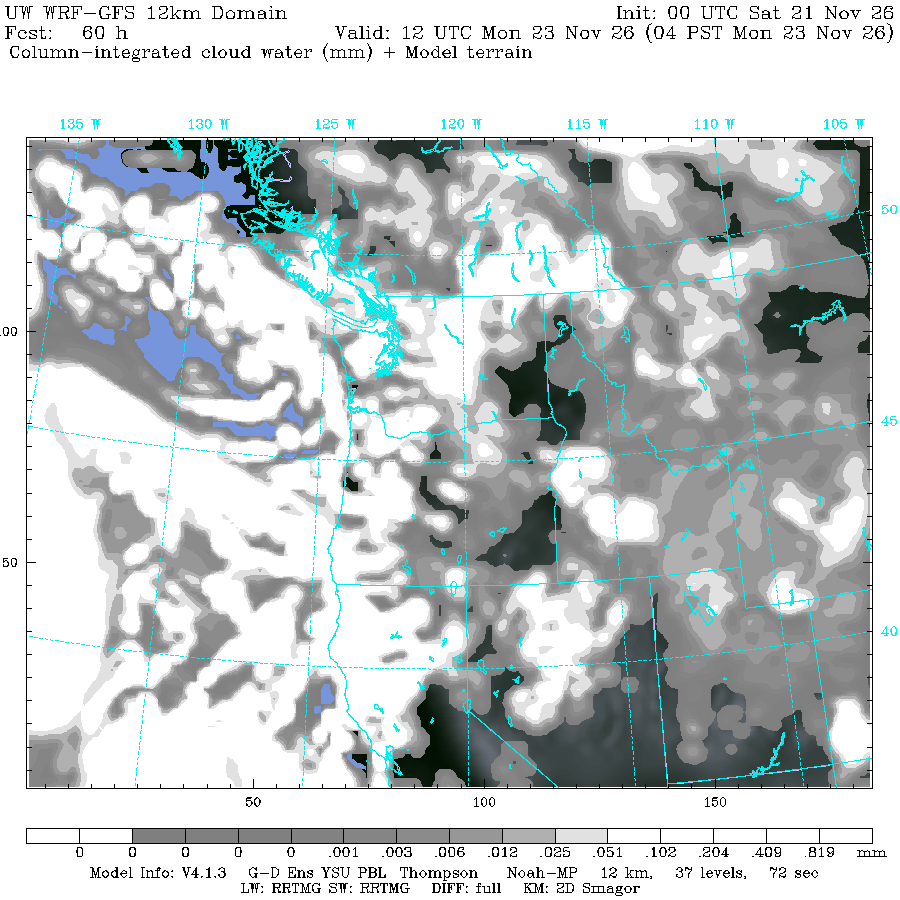 UW WRF-GFS 12km Domain Init: 00 UTC Sat 21 Nov 26
Fcst: 60 h Valid: 12 UTC Mon 23 Nov 26 (04 PST Mon 23 Nov 26)
Column-integrated cloud water (mm) + Model terrain
135 W 130 W 125 W 120 W 115 W 110 W 105 W
50
100
45
50
40
50 100 150
0 0 0 0 .001 .003 .006 .012 .025 .051 .102 .204 .409 .819 mm
Model Info: V4.1.3 G-D Ens YSU PBL Thompson Noah-MP 12 km, 37 levels, 72 sec
LW: RRTMG SW: RRTMG DIFF: full KM: 2D Smagor